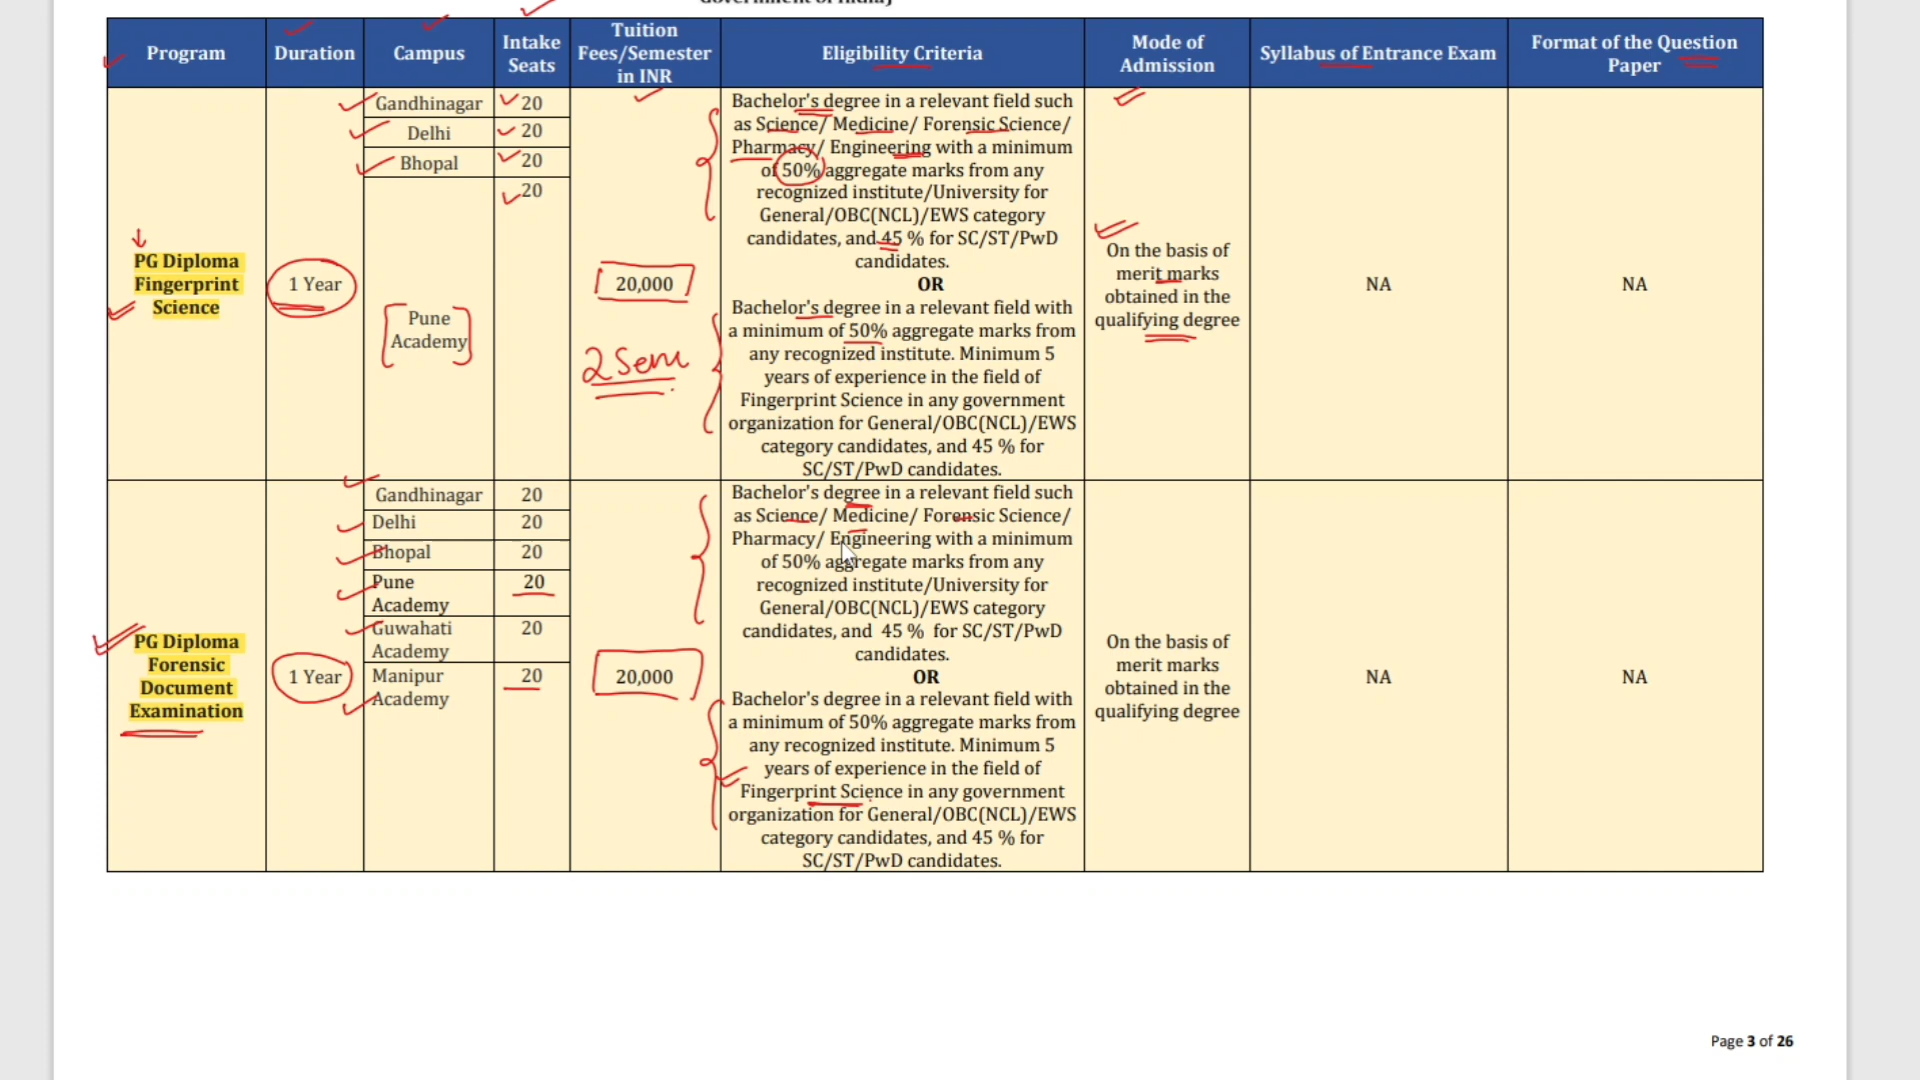 Government of India)
Program
Duration
Campus
Intake
Seats
Tuition
Fees/Semester
in INR
Eligibility Criteria
Mode of
Admission
Syllabus of Entrance Exam
Format of the Question
Paper
PG Diploma
Fingerprint
Science
1 Year
Gandhinagar 20
Delhi 20
Bhopal 20
Pune
Academy
20
20,000
2 Sem
Bachelor's degree in a relevant field such
as Science/ Medicine/ Forensic Science/
Pharmacy/ Engineering with a minimum
of 50% aggregate marks from any
recognized institute/University for
General/OBC(NCL)/EWS category
candidates, and 45 % for SC/ST/PwD
candidates.
OR
Bachelor's degree in a relevant field with
a minimum of 50% aggregate marks from
any recognized institute. Minimum 5
years of experience in the field of
Fingerprint Science in any government
organization for General/OBC(NCL)/EWS
category candidates, and 45 % for
SC/ST/PwD candidates.
On the basis of
merit marks
obtained in the
qualifying degree
NA
NA
PG Diploma
Forensic
Document
Examination
1 Year
Gandhinagar 20
Delhi 20
Bhopal 20
Pune 20
Academy
Guwahati 20
Academy
Manipur 20
Academy
20,000
Bachelor's degree in a relevant field such
as Science/ Medicine/ Forensic Science/
Pharmacy/ Engineering with a minimum
of 50% aggregate marks from any
recognized institute/University for
General/OBC(NCL)/EWS category
candidates, and 45 % for SC/ST/PwD
candidates.
OR
Bachelor's degree in a relevant field with
a minimum of 50% aggregate marks from
any recognized institute. Minimum 5
years of experience in the field of
Fingerprint Science in any government
organization for General/OBC(NCL)/EWS
category candidates, and 45 % for
SC/ST/PwD candidates.
On the basis of
merit marks
obtained in the
qualifying degree
NA
NA
Page 3 of 26